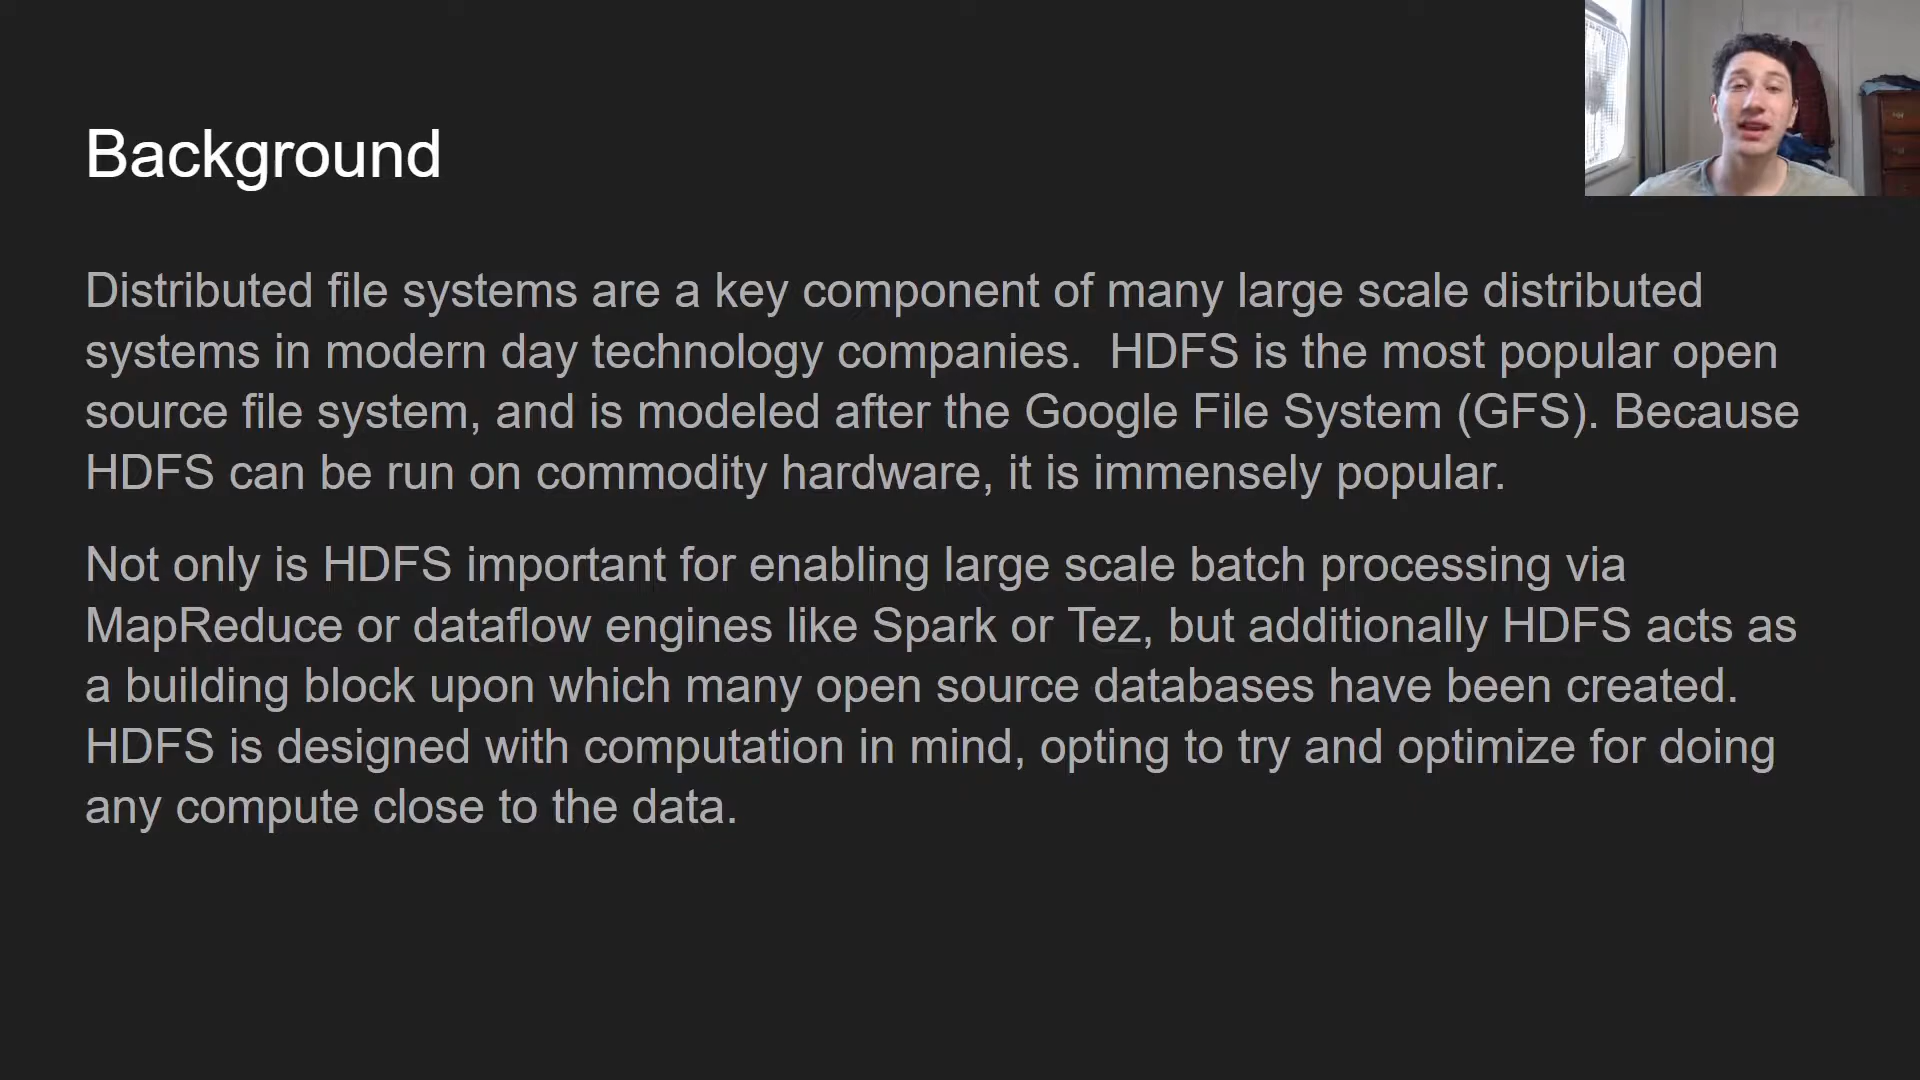 Background
Distributed file systems are a key component of many large scale distributed
systems in modern day technology companies.  HDFS is the most popular open
source file system, and is modeled after the Google File System (GFS). Because
HDFS can be run on commodity hardware, it is immensely popular.
Not only is HDFS important for enabling large scale batch processing via
MapReduce or dataflow engines like Spark or Tez, but additionally HDFS acts as
a building block upon which many open source databases have been created.
HDFS is designed with computation in mind, opting to try and optimize for doing
any compute close to the data.